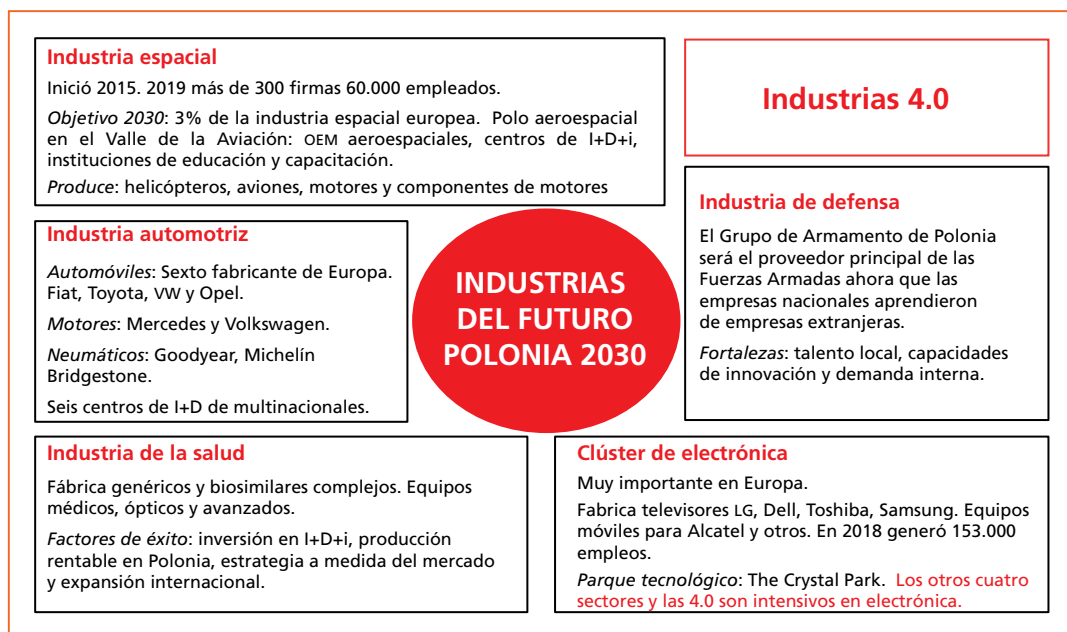 Industria espacial
Inició 2015. 2019 más de 300 firmas 60.000 empleados.
Objetivo 2030: 3% de la industria espacial europea. Polo aeroespacial
en el Valle de la Aviación: OEM aeroespaciales, centros de I+D+i,
instituciones de educación y capacitación.
Produce: helicópteros, aviones, motores y componentes de motores
Industrias 4.0
Industria automotriz
Automóviles: Sexto fabricante de Europa.
Fiat, Toyota, VW y Opel.
Motores: Mercedes y Volkswagen.
Neumáticos: Goodyear, Michelín
Bridgestone.
Seis centros de I+D de multinacionales.
INDUSTRIAS
DEL FUTURO
POLONIA 2030
Industria de defensa
El Grupo de Armamento de Polonia
será el proveedor principal de las
Fuerzas Armadas ahora que las
empresas nacionales aprendieron
de empresas extranjeras.
Fortalezas: talento local, capacidades
de innovación y demanda interna.
Industria de la salud
Fábrica genéricos y biosimilares complejos. Equipos
médicos, ópticos y avanzados.
Factores de éxito: inversión en I+D+i, producción
rentable en Polonia, estrategia a medida del mercado
y expansión internacional.
Clúster de electrónica
Muy importante en Europa.
Fabrica televisores LG, Dell, Toshiba, Samsung. Equipos
móviles para Alcatel y otros. En 2018 generó 153.000
empleos.
Parque tecnológico: The Crystal Park. Los otros cuatro
sectores y las 4.0 son intensivos en electrónica.